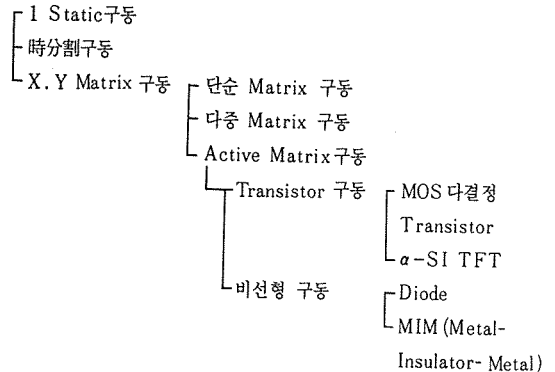 1 Static구동
時分割구동
X.Y Matrix 구동
단순 Matrix 구동
다중 Matrix 구동
Active Matrix구동
Transistor 구동
MOS 다결정
Transistor
α-SI TFT
비선형 구동
Diode
MIM (Metal-
Insulator- Metal)